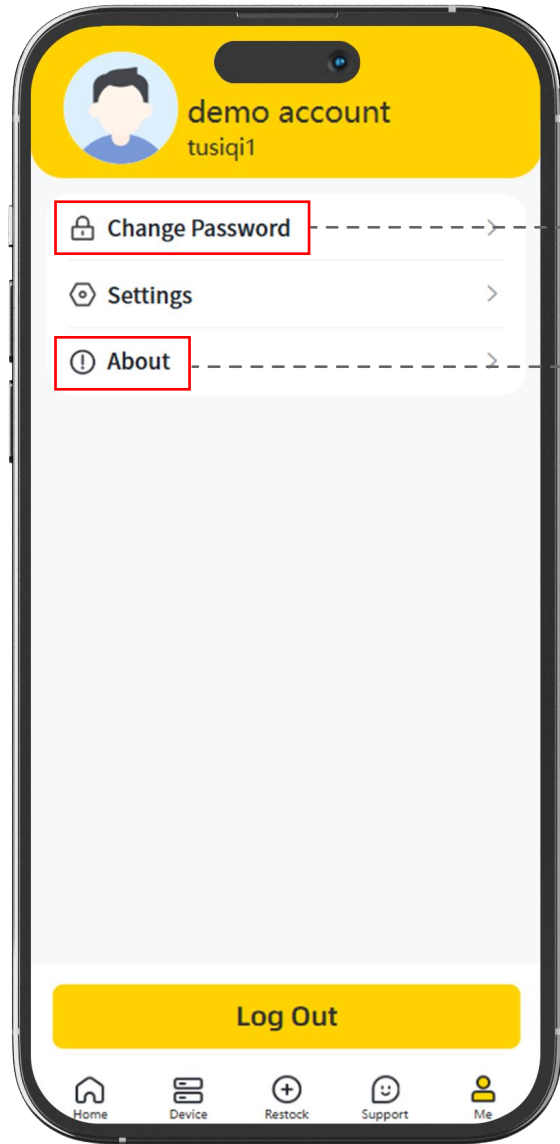 demo account
tusiqi1
Change Password
Settings
About
Log Out
Home
Device
Restock
Support
Me